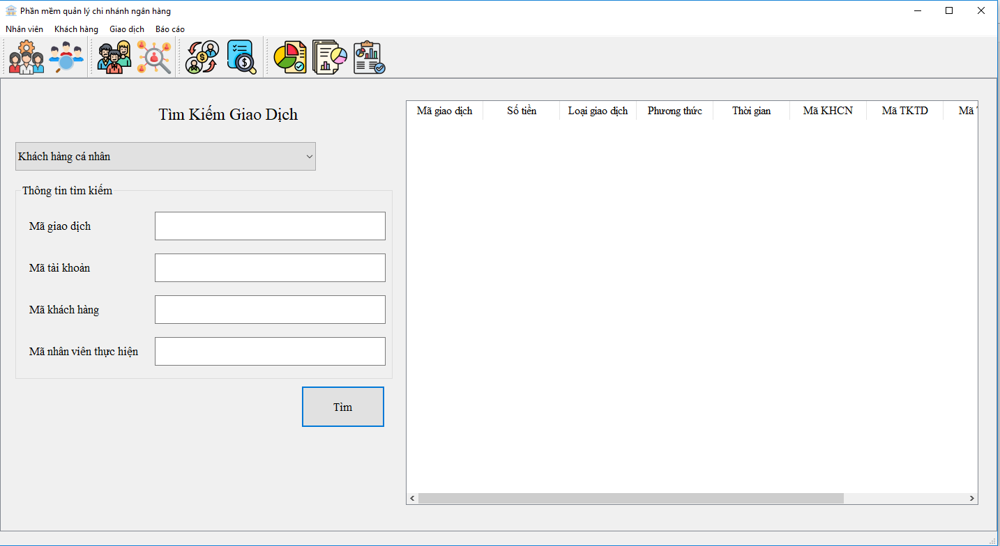 Phần mềm quản lý chi nhánh ngân hàng
Nhân viên Khách hàng Giao dịch Báo cáo
Tìm Kiếm Giao Dịch
Khách hàng cá nhân
Thông tin tìm kiếm
Mã giao dịch
Mã tài khoản
Mã khách hàng
Mã nhân viên thực hiện
Tìm
Mã giao dịch Số tiền Loại giao dịch Phương thức Thời gian Mã KHCN Mã TKTD Mã